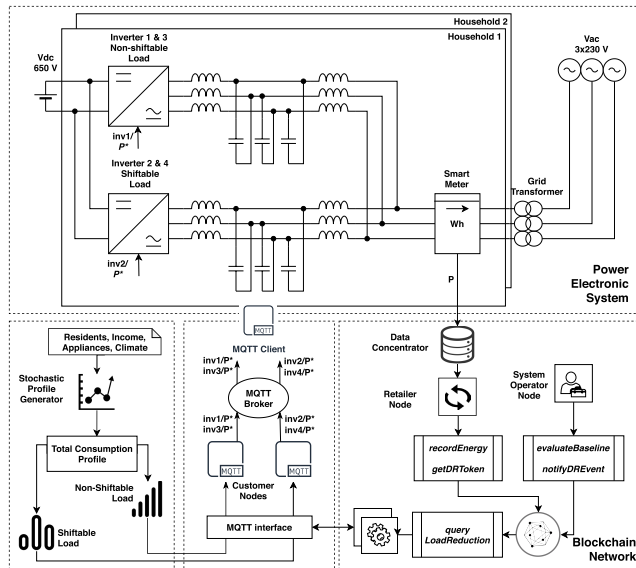 Household 2
Household 1
Vdc
650 V
Inverter 1 & 3
Non-shiftable
Load
inv1/
P*
Inverter 2 & 4
Shiftable
Load
inv2/
P*
Smart
Meter
Wh
P
Grid
Transformer
Vac
3x230 V
Power
Electronic
System
Residents, Income,
Appliances, Climate
Stochastic
Profile
Generator
Total Consumption
Profile
Non-Shiftable
Load
Shiftable
Load
MQTT
MQTT Client
inv1/P*
inv3/P*
inv2/P*
inv4/P*
MQTT
Broker
inv1/P*
inv3/P*
inv2/P*
inv4/P*
MQTT
MQTT
Customer
Nodes
MQTT interface
Data
Concentrator
Retailer
Node
System
Operator
Node
recordEnergy
getDRToken
evaluateBaseline
notifyDREvent
query
LoadReduction
Blockchain
Network